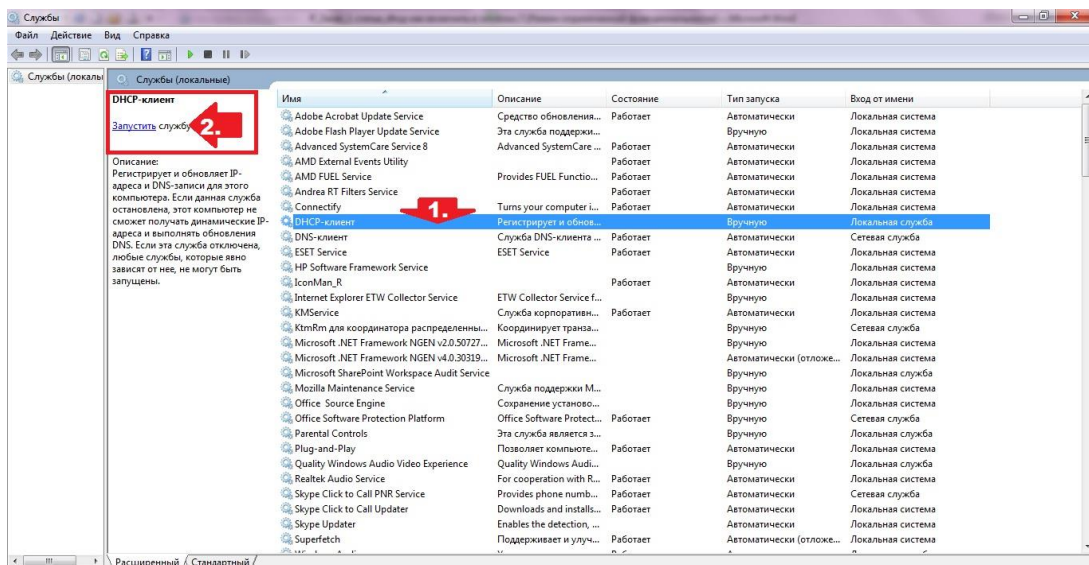 Службы
Файл Действие Вид Справка
Службы (локалы
Службы (локальные)
DHCP-клиент
Запустить службу
2.
Описание:
Регистрирует и обновляет IP-
адреса и DNS-записи для этого
компьютера. Если данная служба
остановлена, этот компьютер не
сможет получать динамические IP-
адреса и выполнять обновления
DNS. Если эта служба отключена,
любые службы, которые явно
зависят от нее, не могут быть
запущены.
Имя Описание Состояние Тип запуска Вход от имени
Adobe Acrobat Update Service Средство обновления... Работает Автоматически Локальная система
Adobe Flash Player Update Service Эта служба поддержи... Вручную Локальная система
Advanced SystemCare Service 8 Advanced SystemCare ... Работает Автоматически Локальная система
AMD External Events Utility Работает Автоматически Локальная система
AMD FUEL Service Provides FUEL Functio... Работает Автоматически Локальная система
Andrea RT Filters Service Работает Автоматически Локальная система
Connectify Turns your computer i... Работает Автоматически Локальная система
1.
DHCP-клиент Регистрирует и обнов... Вручную Локальная служба
DNS-клиент Служба DNS-клиента ... Работает Автоматически Сетевая служба
ESET Service ESET Service Работает Автоматически Локальная система
HP Software Framework Service Вручную Локальная система
IconMan_R Работает Автоматически Локальная система
Internet Explorer ETW Collector Service ETW Collector Service f... Вручную Локальная система
KMService Служба корпоративн... Работает Автоматически Локальная система
KtmRm для координатора распределенны... Координирует транза... Вручную Сетевая служба
Microsoft .NET Framework NGEN v2.0.50727... Microsoft .NET Frame... Вручную Локальная система
Microsoft .NET Framework NGEN v4.0.30319... Microsoft .NET Frame... Автоматически (отложе... Локальная система
Microsoft SharePoint Workspace Audit Service Вручную Локальная служба
Mozilla Maintenance Service Служба поддержки M... Вручную Локальная система
Office Source Engine Сохранение установо... Вручную Локальная система
Office Software Protection Platform Office Software Protect... Работает Вручную Сетевая служба
Parental Controls Эта служба является з... Вручную Локальная служба
Plug-and-Play Позволяет компьюте... Работает Автоматически Локальная система
Quality Windows Audio Video Experience Quality Windows Audi... Вручную Локальная служба
Realtek Audio Service For cooperation with R... Работает Автоматически Локальная система
Skype Click to Call PNR Service Provides phone numb... Работает Автоматически Сетевая служба
Skype Click to Call Updater Downloads and installs... Работает Автоматически Локальная система
Skype Updater Enables the detection, ... Автоматически Локальная система
Superfetch Поддерживает и улуч... Работает Автоматически (отложе... Локальная система
Расширенный Стандартный